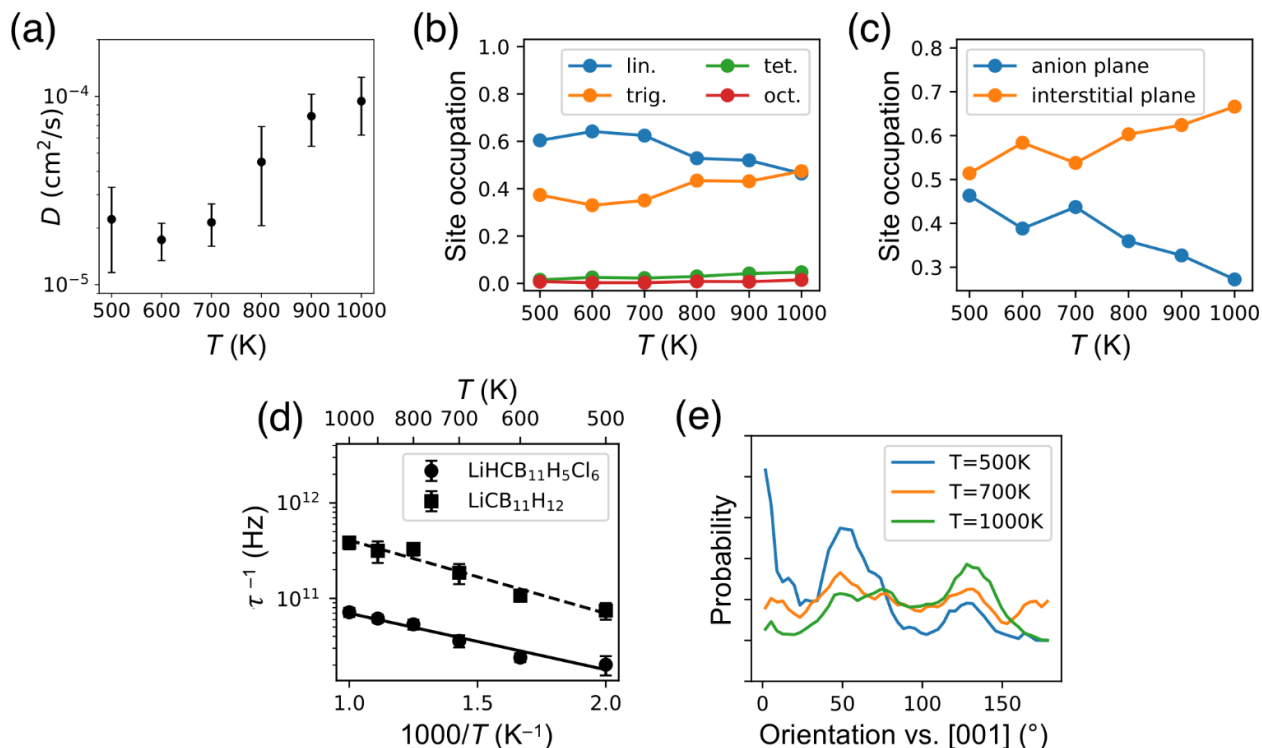 (a)
D (cm²/s)
10⁻⁴
10⁻⁵
500 600 700 800 900 1000
T (K)
(b)
Site occupation
1.0
0.8
0.6
0.4
0.2
0.0
lin. tet.
trig. oct.
500 600 700 800 900 1000
T (K)
(c)
Site occupation
0.8
0.7
0.6
0.5
0.4
0.3
anion plane
interstitial plane
500 600 700 800 900 1000
T (K)
(d)
T (K)
1000 800 700 600 500
τ⁻¹ (Hz)
10¹²
10¹¹
LiHCB₁₁H₅Cl₆
LiCB₁₁H₁₂
1.0 1.5 2.0
1000/T (K⁻¹)
(e)
Probability
T=500K
T=700K
T=1000K
0 50 100 150
Orientation vs. [001] (°)